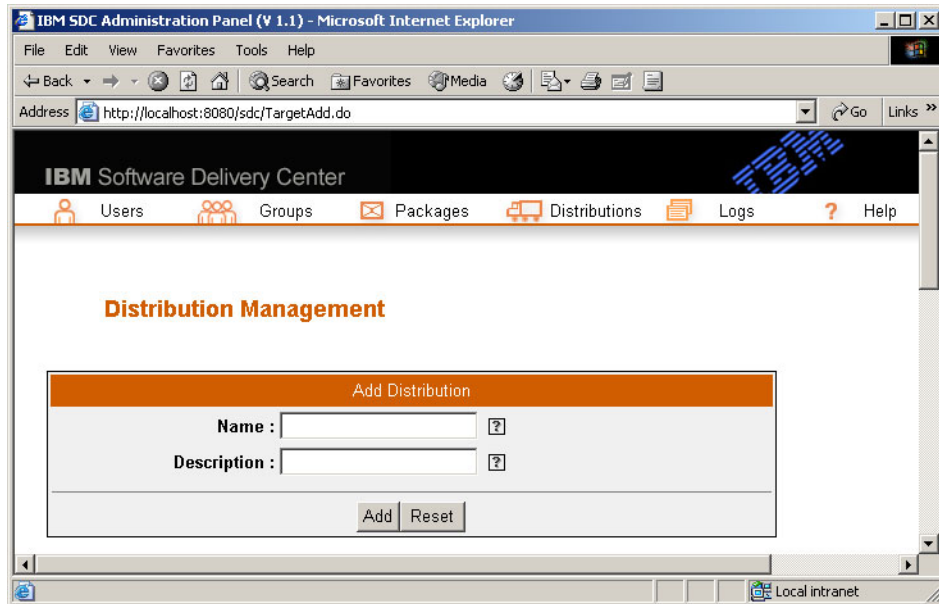 IBM SDC Administration Panel (V 1.1) - Microsoft Internet Explorer
File Edit View Favorites Tools Help
Back Search Favorites Media
Address http://localhost:8080/sdc/TargetAdd.do Go Links »
IBM Software Delivery Center IBM
Users Groups Packages Distributions Logs ? Help
Distribution Management
Add Distribution
Name : ?
Description : ?
Add Reset
Local intranet